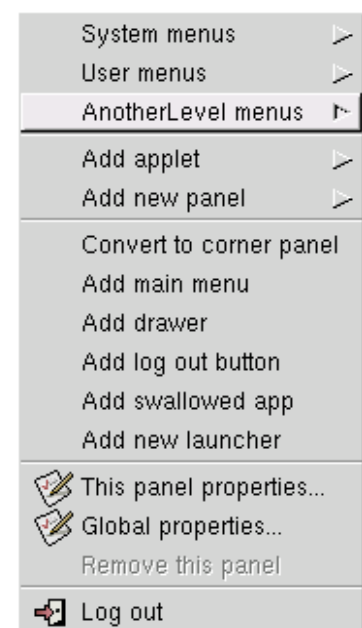 System menus
User menus
AnotherLevel menus
Add applet
Add new panel
Convert to corner panel
Add main menu
Add drawer
Add log out button
Add swallowed app
Add new launcher
This panel properties...
Global properties...
Remove this panel
Log out